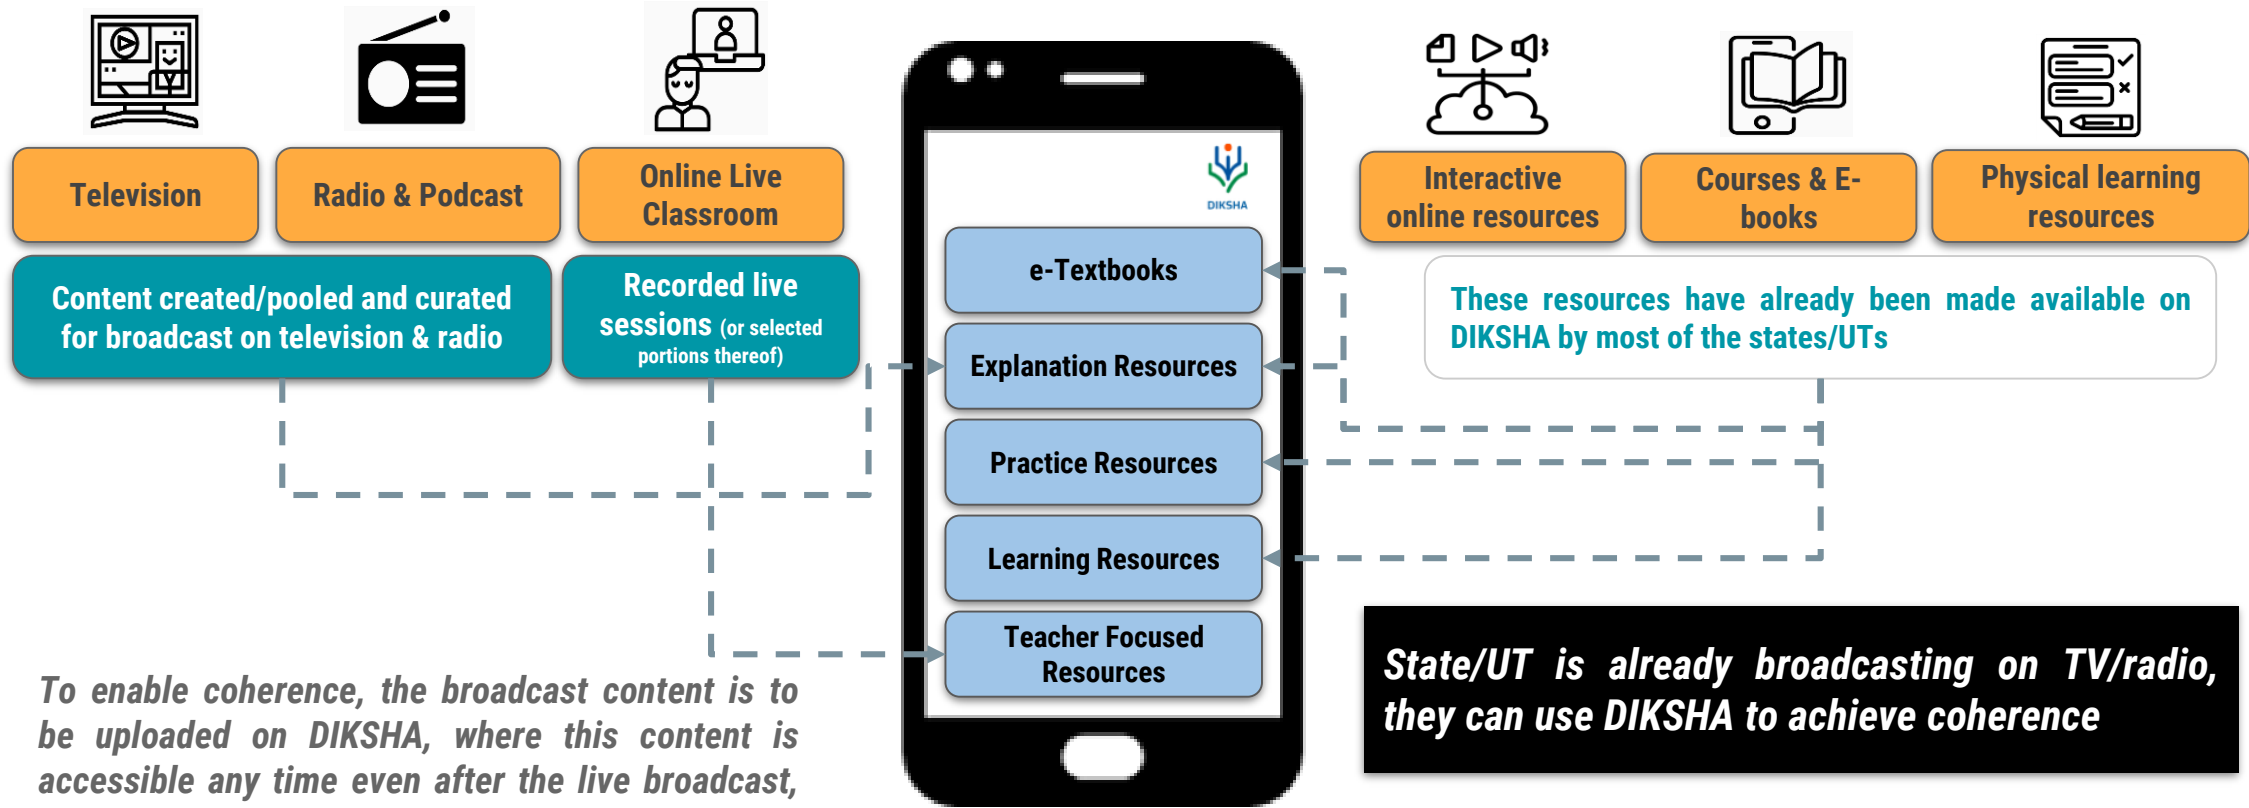 Television
Radio & Podcast
Online Live
Classroom
Content created/pooled and curated
for broadcast on television & radio
Recorded live
sessions (or selected
portions thereof)
To enable coherence, the broadcast content is to
be uploaded on DIKSHA, where this content is
accessible any time even after the live broadcast,
DIKSHA
e-Textbooks
Explanation Resources
Practice Resources
Learning Resources
Teacher Focused
Resources
Interactive
online resources
Courses & E-
books
Physical learning
resources
These resources have already been made available on
DIKSHA by most of the states/UTs
State/UT is already broadcasting on TV/radio,
they can use DIKSHA to achieve coherence